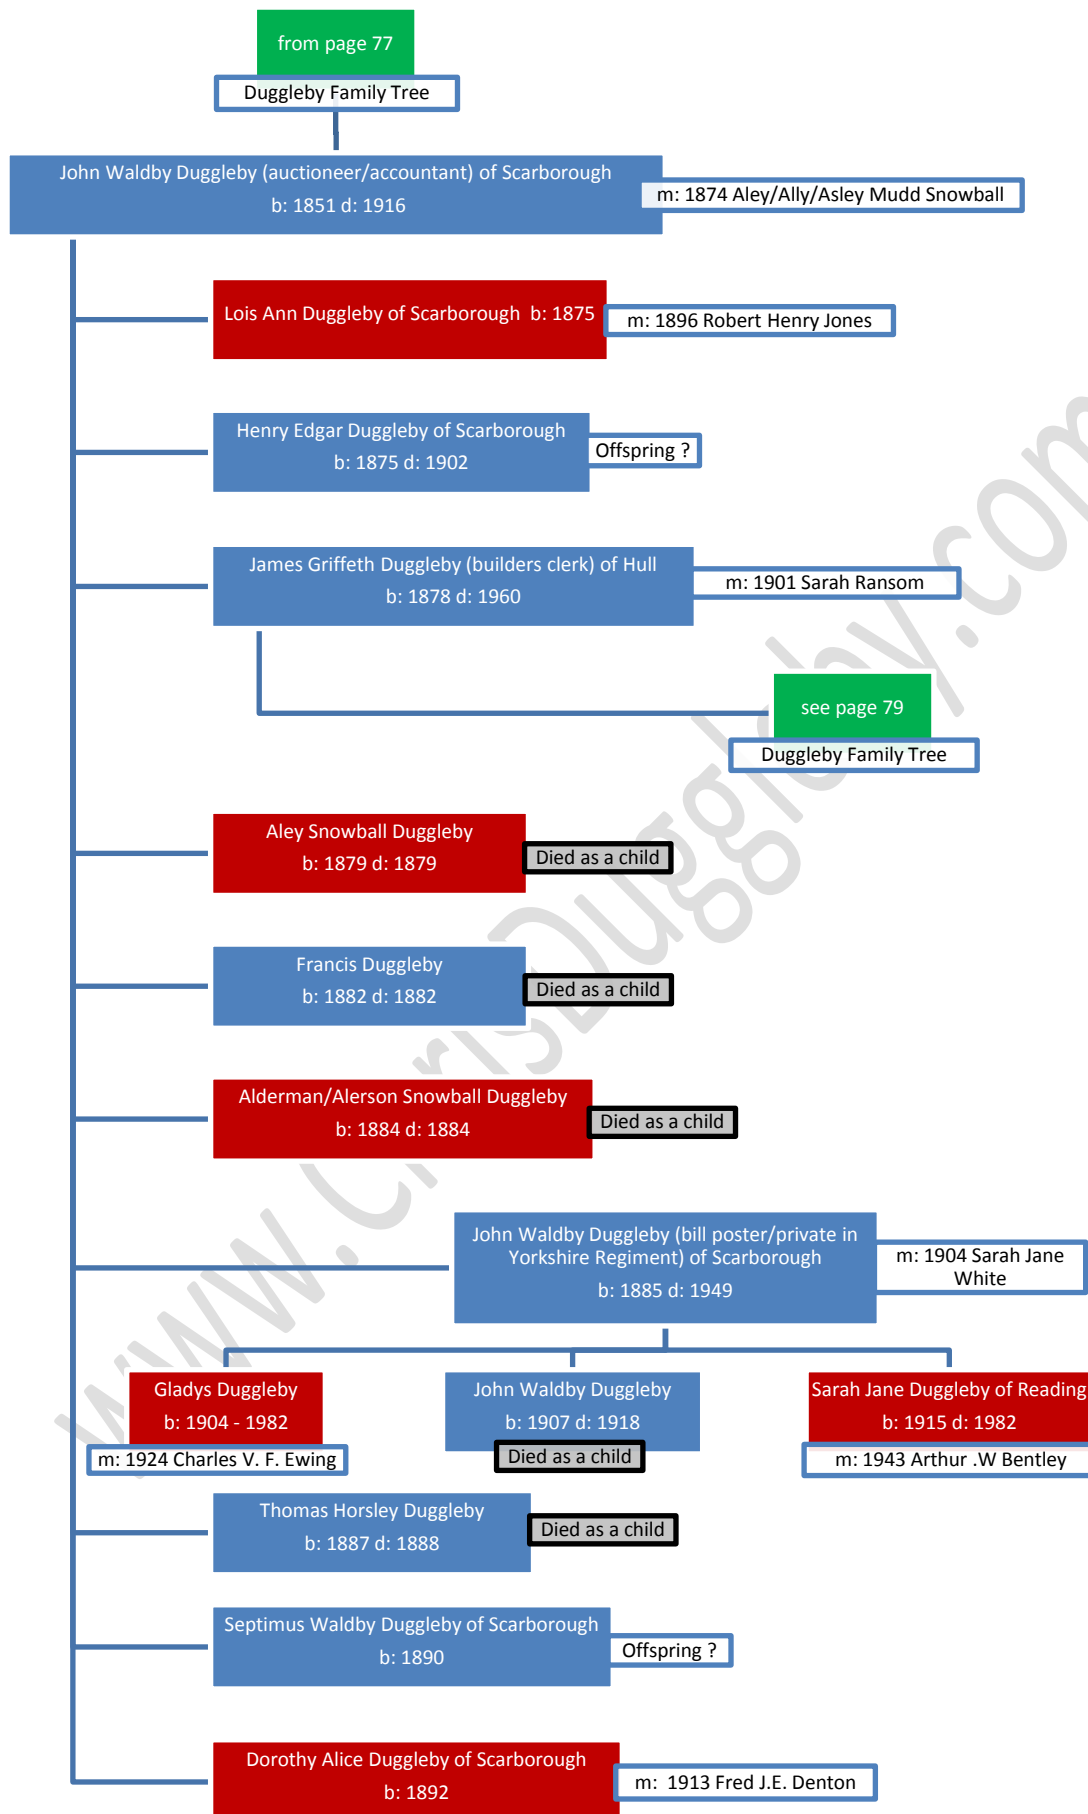 from page 77
Duggleby Family Tree
John Waldby Duggleby (auctioneer/accountant) of Scarborough
b: 1851 d: 1916
m: 1874 Aley/Ally/Asley Mudd Snowball
Lois Ann Duggleby of Scarborough b: 1875
m: 1896 Robert Henry Jones
Henry Edgar Duggleby of Scarborough
b: 1875 d: 1902
Offspring ?
James Griffeth Duggleby (builders clerk) of Hull
b: 1878 d: 1960
m: 1901 Sarah Ransom
see page 79
Duggleby Family Tree
Aley Snowball Duggleby
b: 1879 d: 1879
Died as a child
Francis Duggleby
b: 1882 d: 1882
Died as a child
Alderman/Alerson Snowball Duggleby
b: 1884 d: 1884
Died as a child
John Waldby Duggleby (bill poster/private in
Yorkshire Regiment) of Scarborough
b: 1885 d: 1949
m: 1904 Sarah Jane
White
Gladys Duggleby
b: 1904 - 1982
m: 1924 Charles V. F. Ewing
John Waldby Duggleby
b: 1907 d: 1918
Died as a child
Sarah Jane Duggleby of Reading
b: 1915 d: 1982
m: 1943 Arthur .W Bentley
Thomas Horsley Duggleby
b: 1887 d: 1888
Died as a child
Septimus Waldby Duggleby of Scarborough
b: 1890
Offspring ?
Dorothy Alice Duggleby of Scarborough
b: 1892
m: 1913 Fred J.E. Denton
www.ChrisDuggleby.com